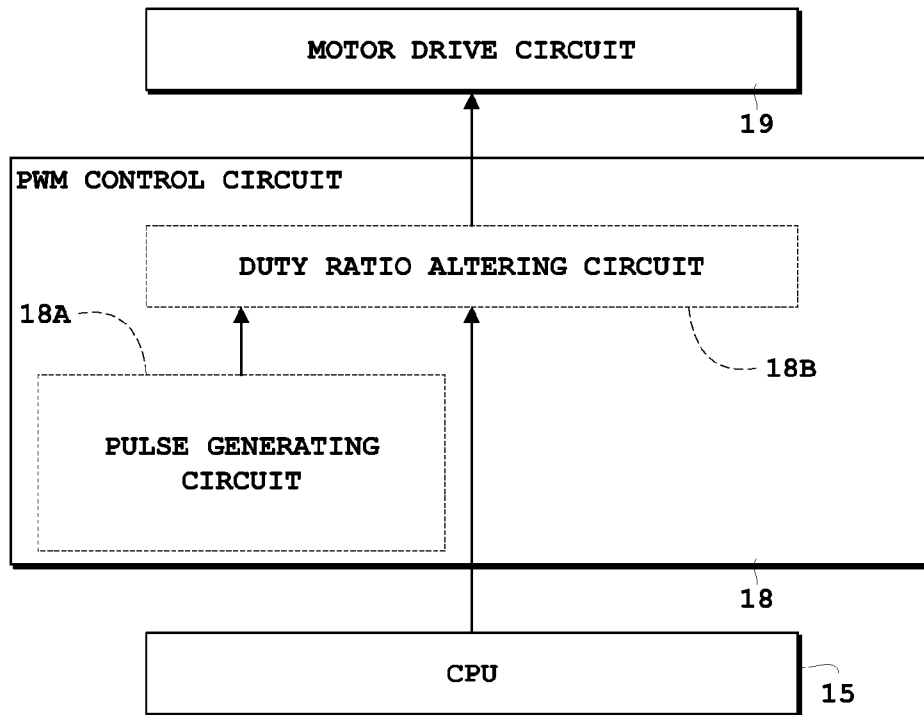 MOTOR DRIVE CIRCUIT
19
PWM CONTROL CIRCUIT
DUTY RATIO ALTERING CIRCUIT
18A
18B
PULSE GENERATING
CIRCUIT
18
CPU
15